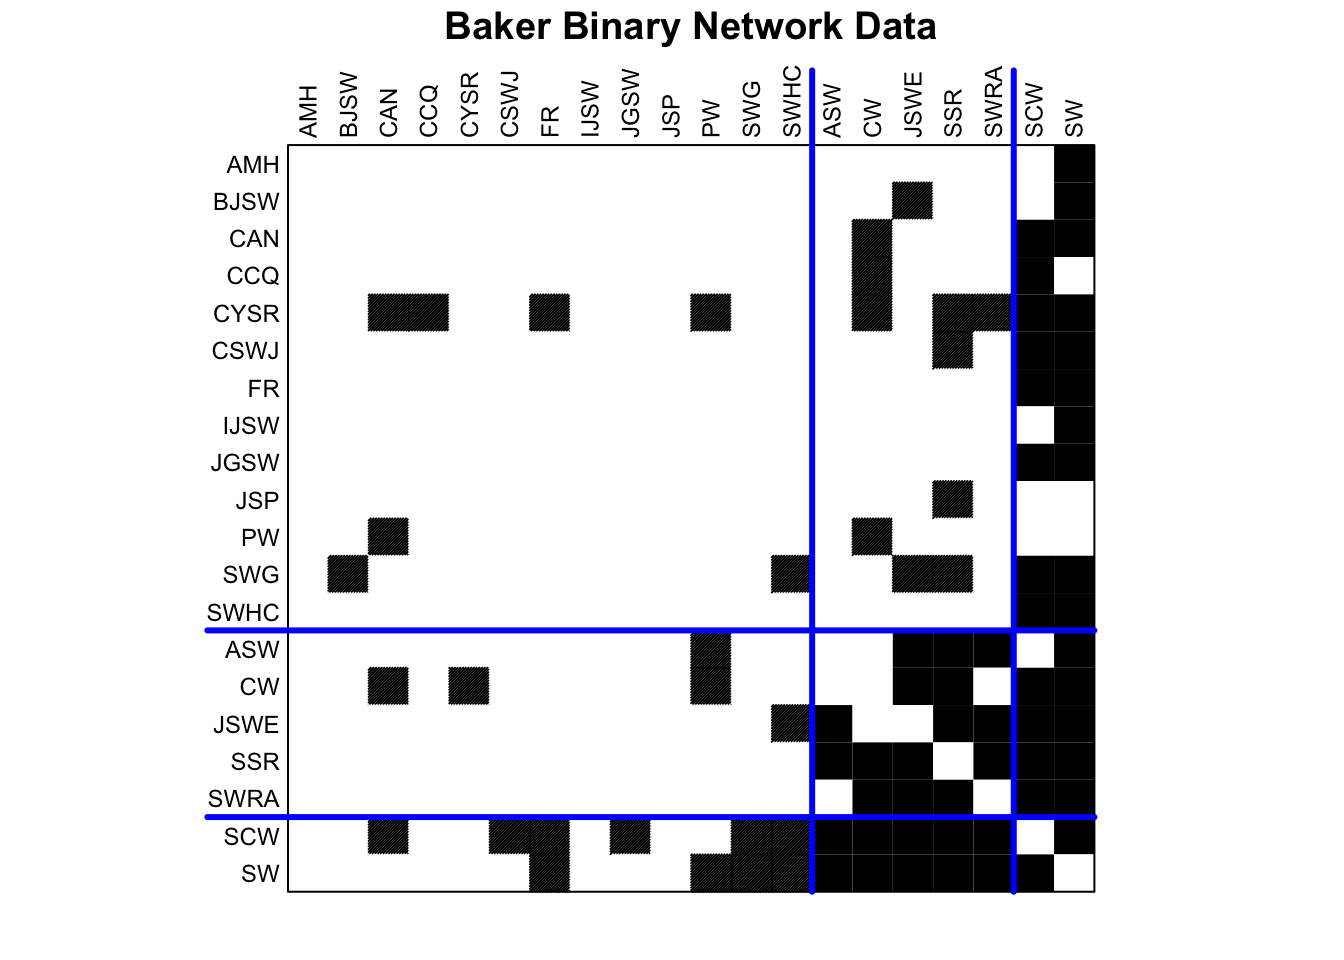 Baker Binary Network Data
AMH BJSW CAN CCQ CYSR CSWJ FR IJSW JGSW JSP PW SWG SWHC ASW CW JSWE SSR SWRA SCW SW
AMH
BJSW
CAN
CCQ
CYSR
CSWJ
FR
IJSW
JGSW
JSP
PW
SWG
SWHC
ASW
CW
JSWE
SSR
SWRA
SCW
SW